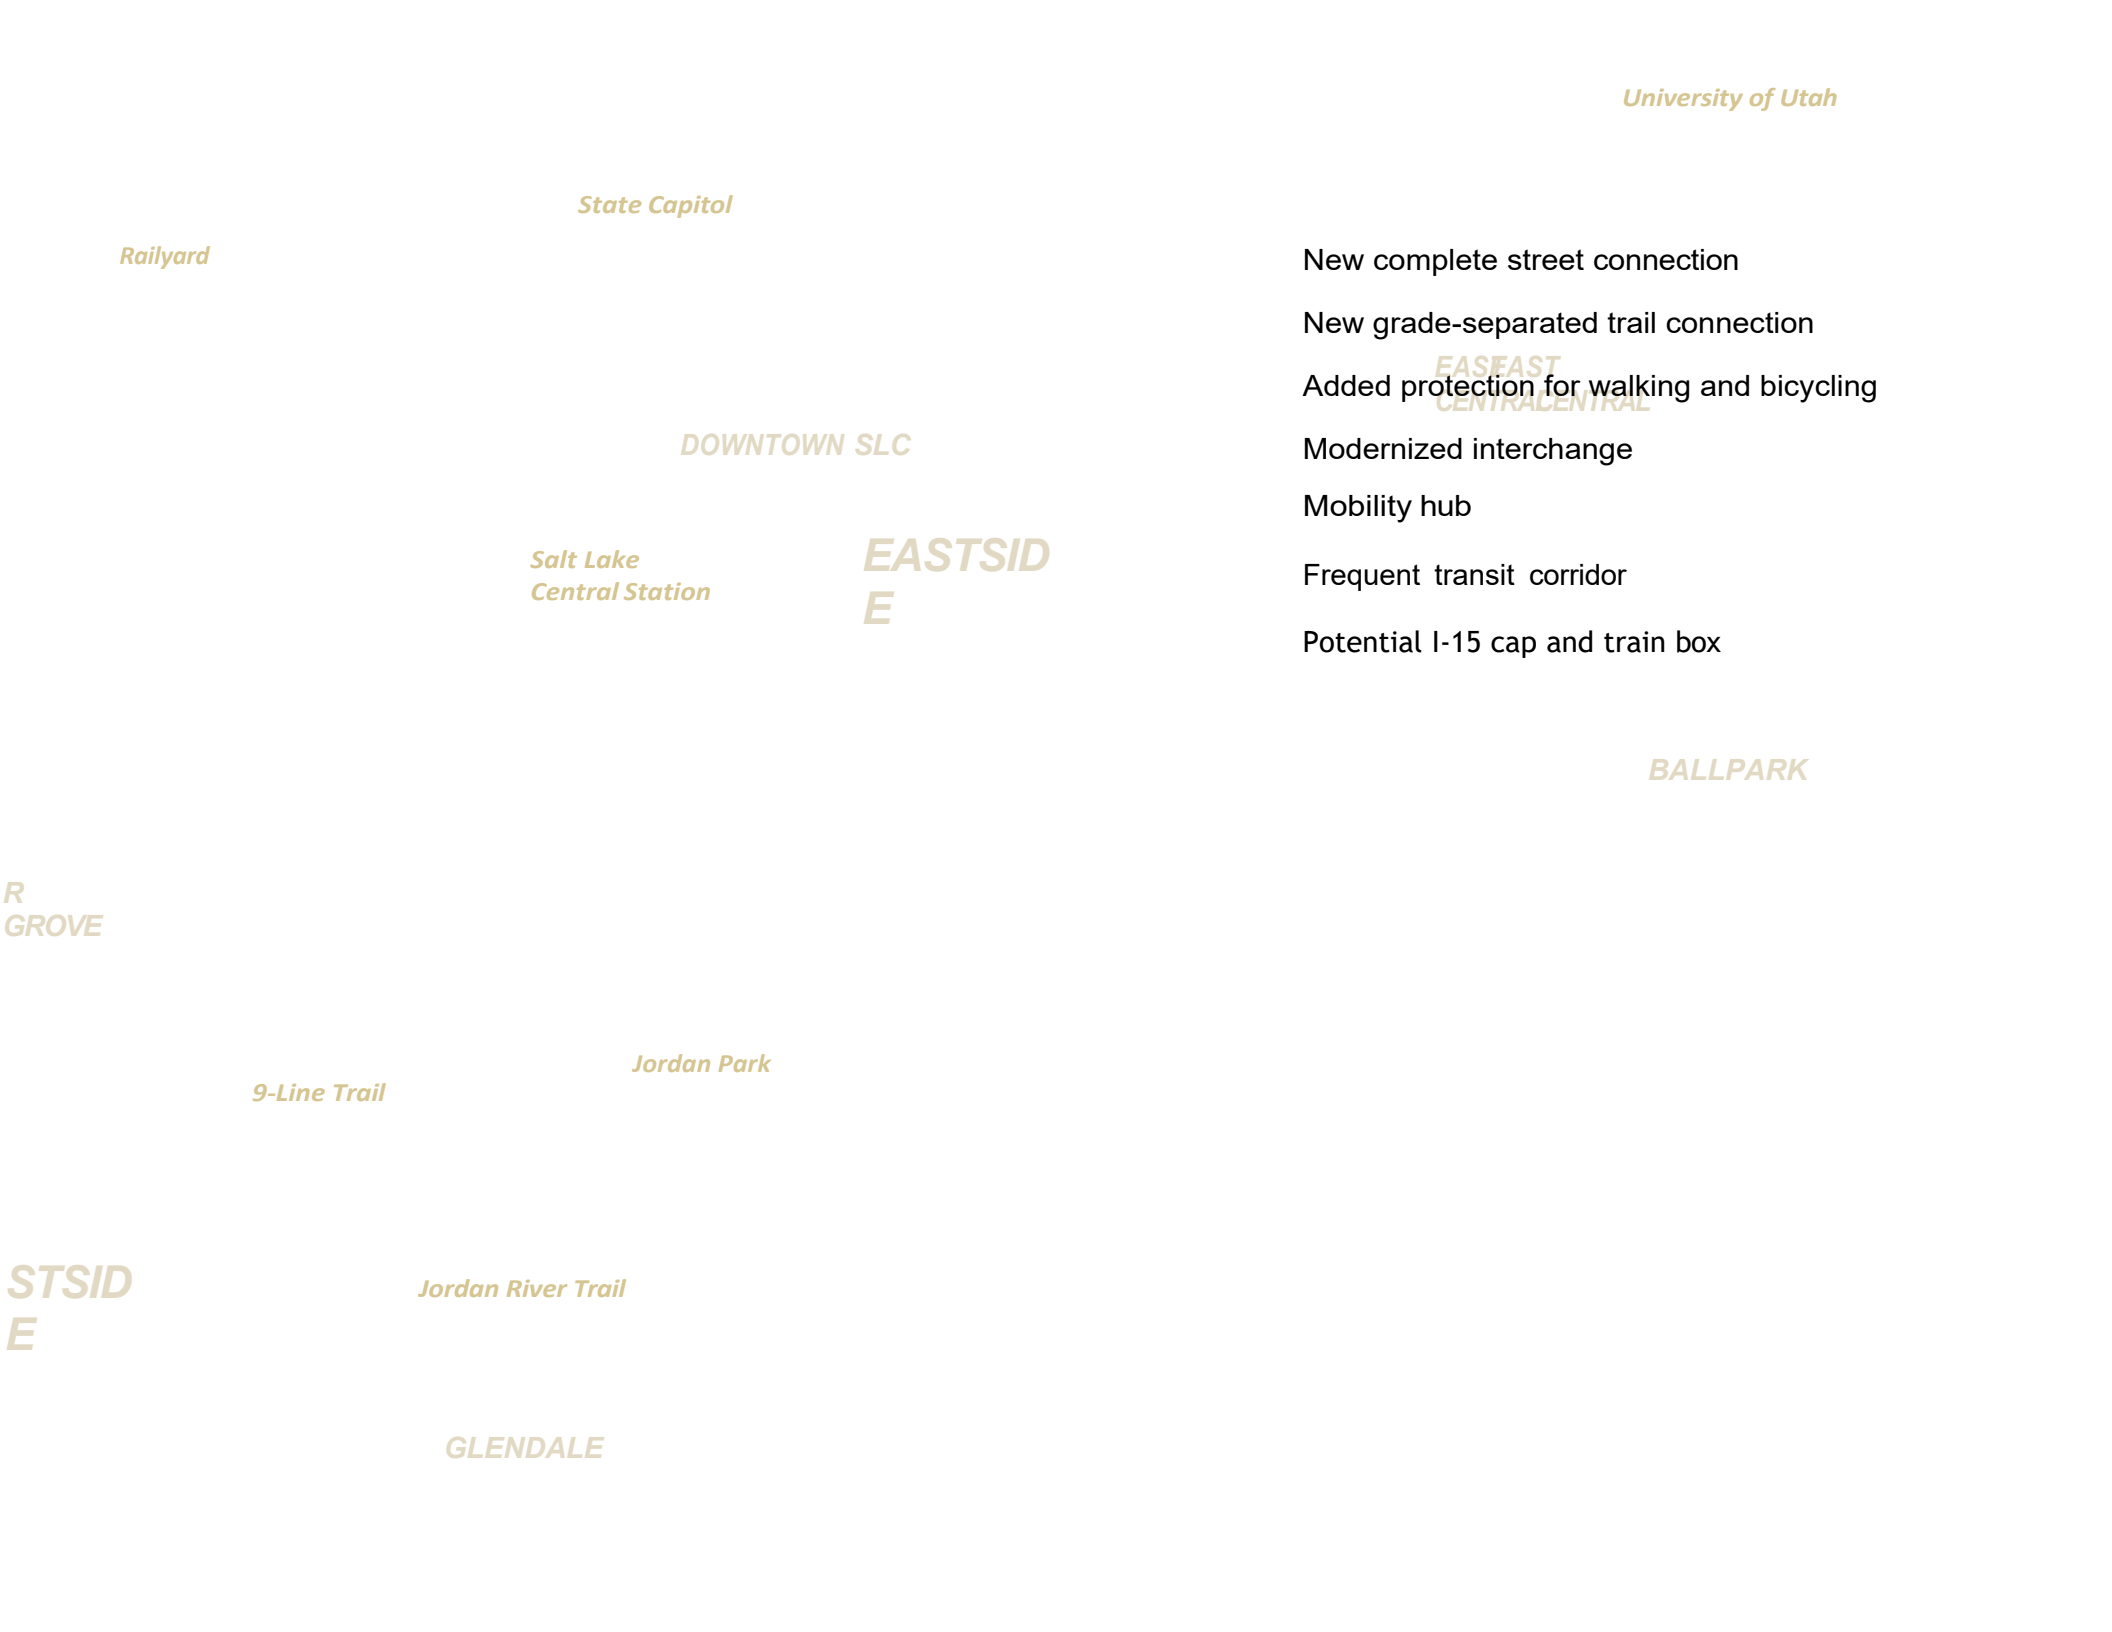 University of Utah
State Capitol
Railyard
New complete street connection
New grade-separated trail connection
EAST
CENTRAL
EAST
CENTRAL
Added protection for walking and bicycling
DOWNTOWN SLC
Modernized interchange
Mobility hub
EASTSID
E
Salt Lake
Central Station
Frequent transit corridor
Potential I-15 cap and train box
BALLPARK
R
GROVE
Jordan Park
9-Line Trail
STSID
E
Jordan River Trail
GLENDALE